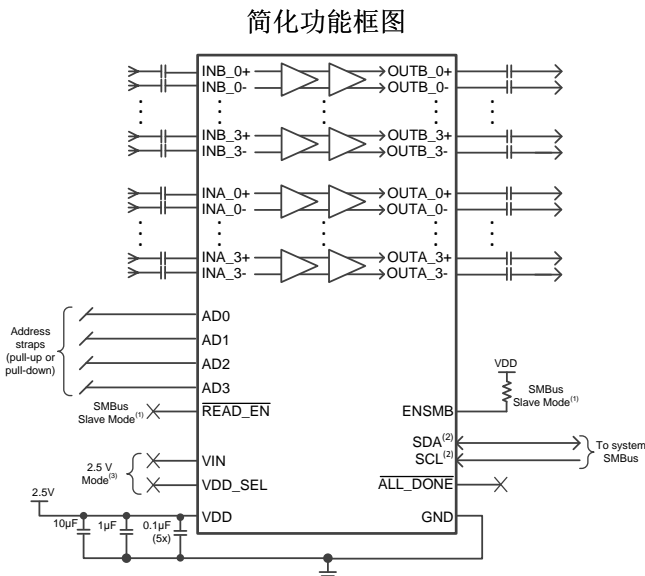 简化功能框图
INB_0+ OUTB_0+
INB_0- OUTB_0-
INB_3+ OUTB_3+
INB_3- OUTB_3-
INA_0+ OUTA_0+
INA_0- OUTA_0-
INA_3+ OUTA_3+
INA_3- OUTA_3-
Address
straps
(pull-up or
pull-down)
AD0
AD1
AD2
AD3
SMBus
Slave Mode(1)
READ_EN
VDD
SMBus
Slave Mode(1)
ENSMB
SDA(2)
SCL(2)
To system
SMBus
2.5 V
Mode(3)
VIN
VDD_SEL
ALL_DONE
2.5V
VDD
GND
10μF
1μF
0.1μF
(5x)